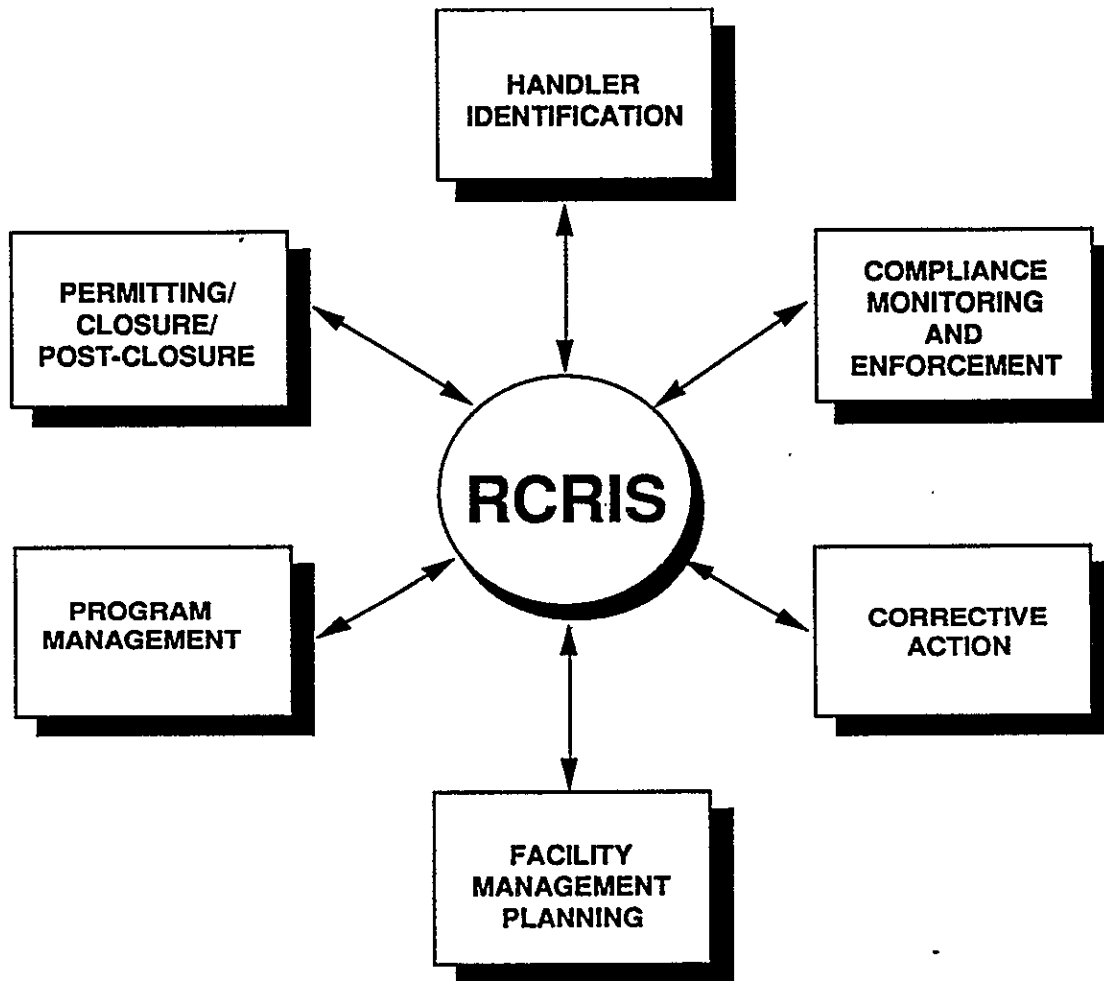 HANDLER
IDENTIFICATION
PERMITTING/
CLOSURE/
POST-CLOSURE
COMPLIANCE
MONITORING
AND
ENFORCEMENT
RCRIS
PROGRAM
MANAGEMENT
CORRECTIVE
ACTION
FACILITY
MANAGEMENT
PLANNING